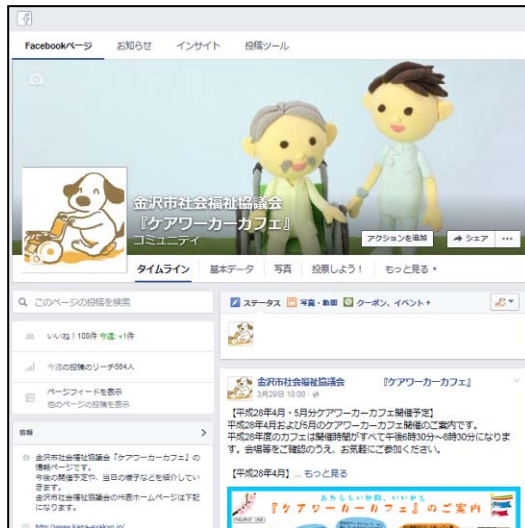 Facebookページ
お知らせ
インサイト
投稿ツール
金沢市社会福祉協議会
『ケアワーカーカフェ』
コミュニティ
アクションを追加
シェア
タイムライン
基本データ
写真
投票しよう！
もっと見る
このページの投稿を検索
ステータス
写真・動画
クーポン、イベント+
いいね！108件 今週: +1件
今週の投稿のリーチ564人
ページフィードを表示
他のページの投稿を表示
情報
金沢市社会福祉協議会『ケアワーカーカフェ』の
情報ページです。
今後の開催予定や、当日の様子などを紹介してい
きます。
金沢市社会福祉協議会の代表ホームページは下記
になります。
http://www.kana-syakyo.jp/
金沢市社会福祉協議会 『ケアワーカーカフェ』
3月29日 18:00
【平成28年4月・5月分ケアワーカーカフェ開催予定】
平成28年4月および5月のケアワーカーカフェ開催のご案内です。
平成28年度のカフェは開催時間がすべて午後6時30分～8時30分になりま
す。会場等をご確認のうえ、お気軽にご参加ください。
【平成28年4月】... もっと見る
『ケアワーカーカフェ』のご案内